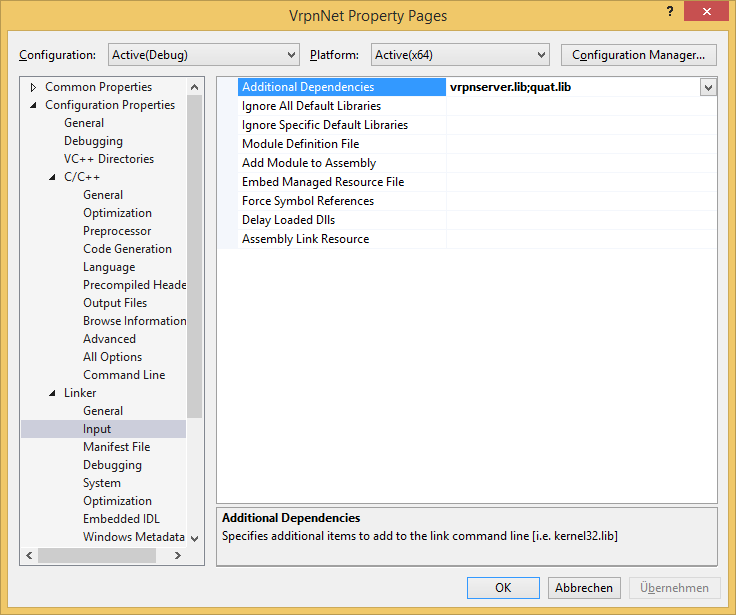 VrpnNet Property Pages
?
Configuration: Active(Debug) Platform: Active(x64) Configuration Manager...
Common Properties
Configuration Properties
General
Debugging
VC++ Directories
C/C++
General
Optimization
Preprocessor
Code Generation
Language
Precompiled Heade
Output Files
Browse Information
Advanced
All Options
Command Line
Linker
General
Input
Manifest File
Debugging
System
Optimization
Embedded IDL
Windows Metadata
Additional Dependencies vrpnserver.lib;quat.lib
Ignore All Default Libraries
Ignore Specific Default Libraries
Module Definition File
Add Module to Assembly
Embed Managed Resource File
Force Symbol References
Delay Loaded Dlls
Assembly Link Resource
Additional Dependencies
Specifies additional items to add to the link command line [i.e. kernel32.lib]
OK Abbrechen Übernehmen